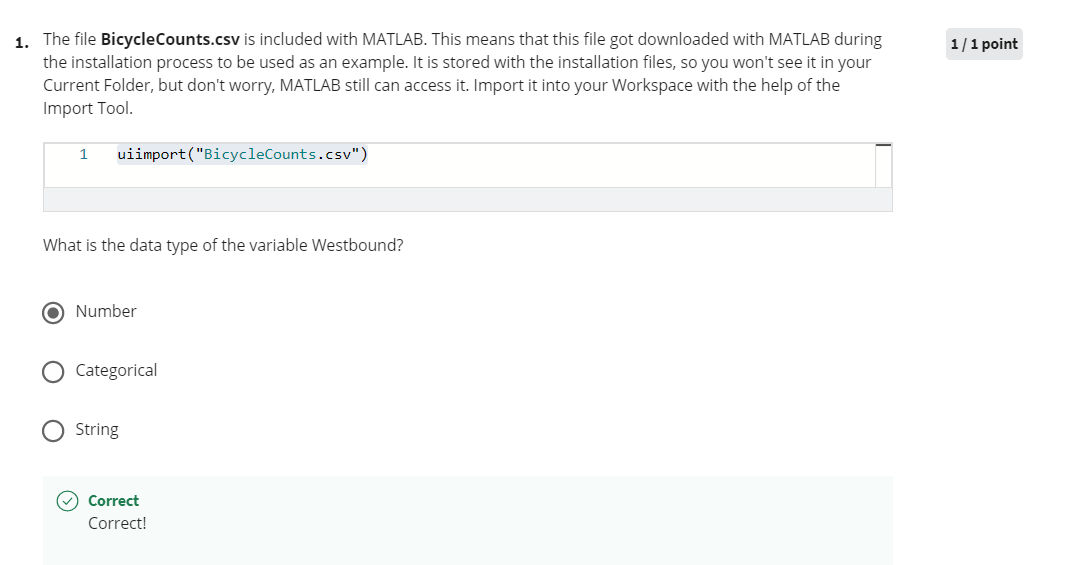 1. The file BicycleCounts.csv is included with MATLAB. This means that this file got downloaded with MATLAB during
1 / 1 point
the installation process to be used as an example. It is stored with the installation files, so you won't see it in your
Current Folder, but don't worry, MATLAB still can access it. Import it into your Workspace with the help of the
Import Tool.
1 uiimport("BicycleCounts.csv")
What is the data type of the variable Westbound?
Number
Categorical
String
Correct
Correct!